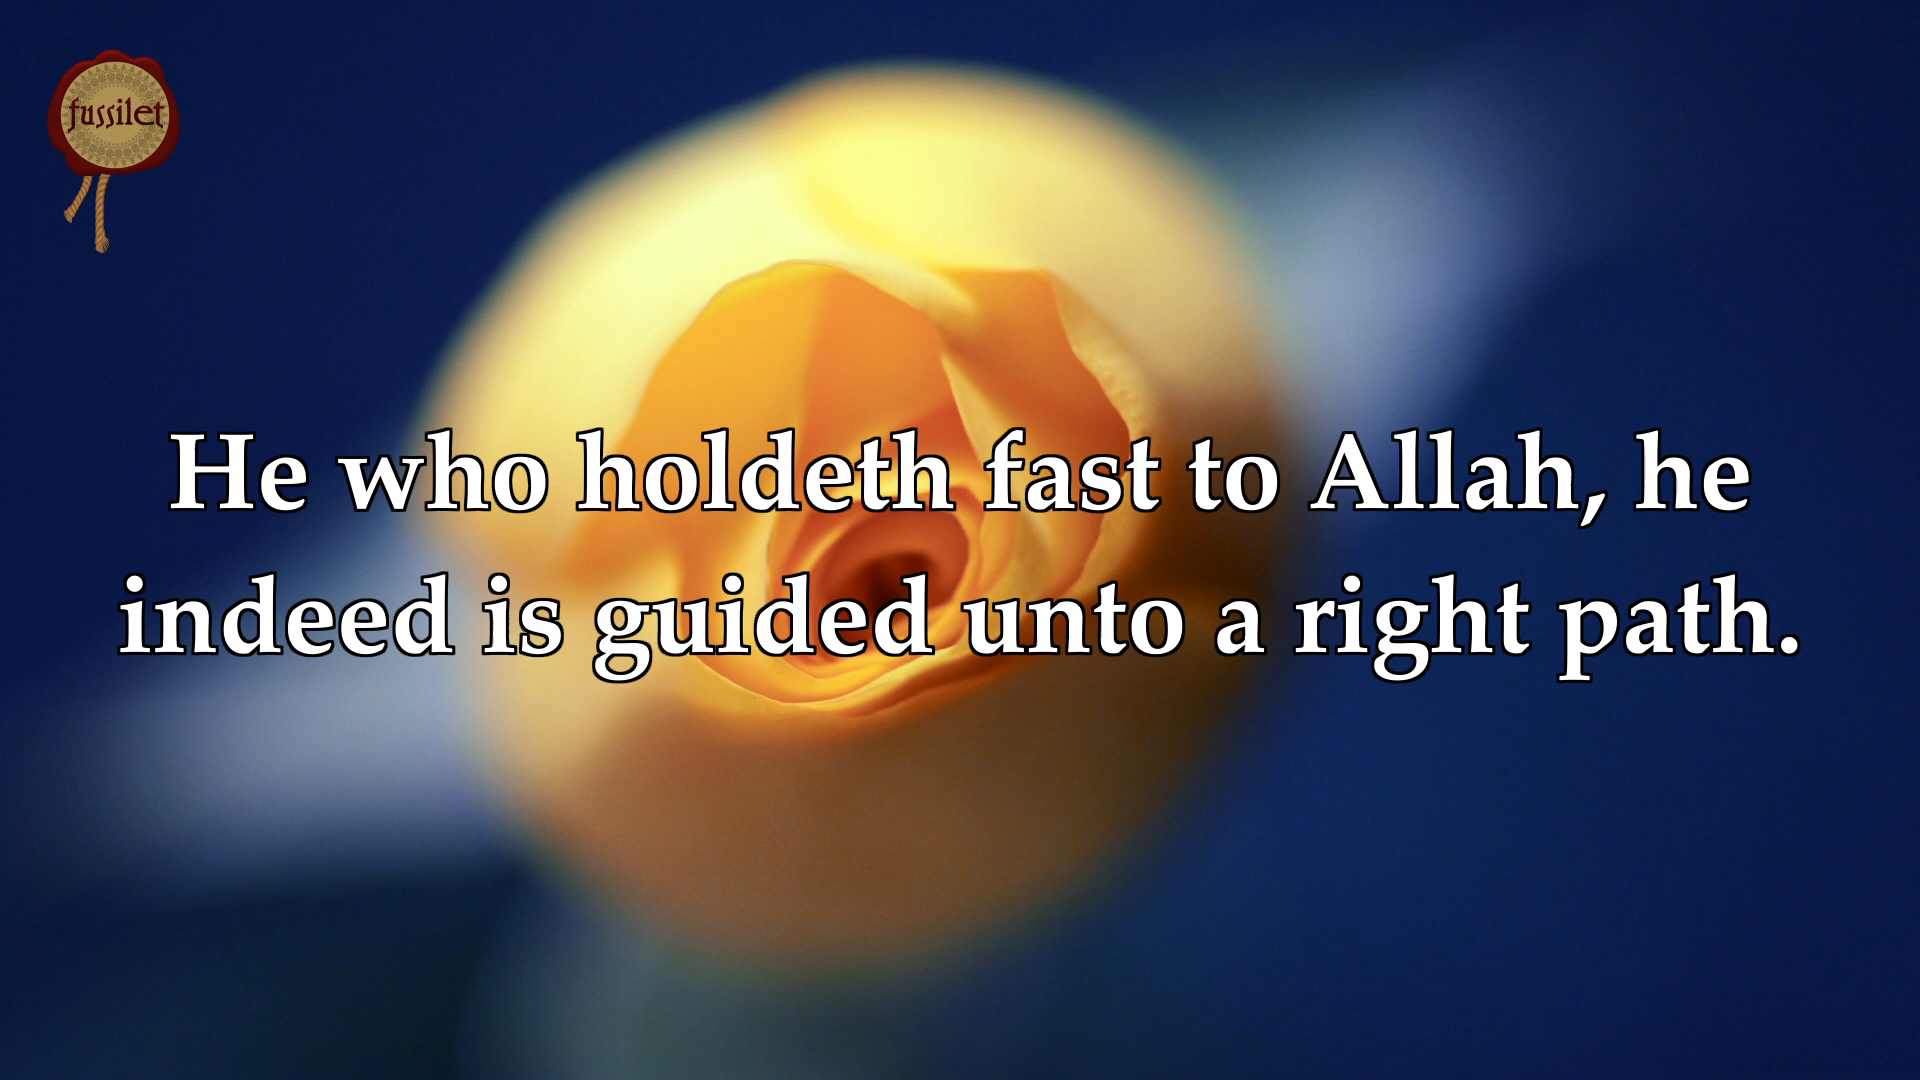 fussilet
He who holdeth fast to Allah, he
indeed is guided unto a right path.